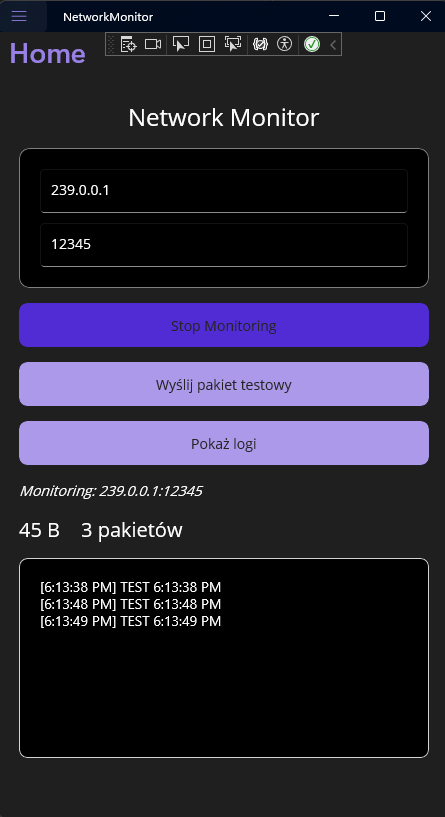 NetworkMonitor
Home
Network Monitor
239.0.0.1
12345
Stop Monitoring
Wyślij pakiet testowy
Pokaż logi
Monitoring: 239.0.0.1:12345
45 B 3 pakietów
[6:13:38 PM] TEST 6:13:38 PM
[6:13:48 PM] TEST 6:13:48 PM
[6:13:49 PM] TEST 6:13:49 PM